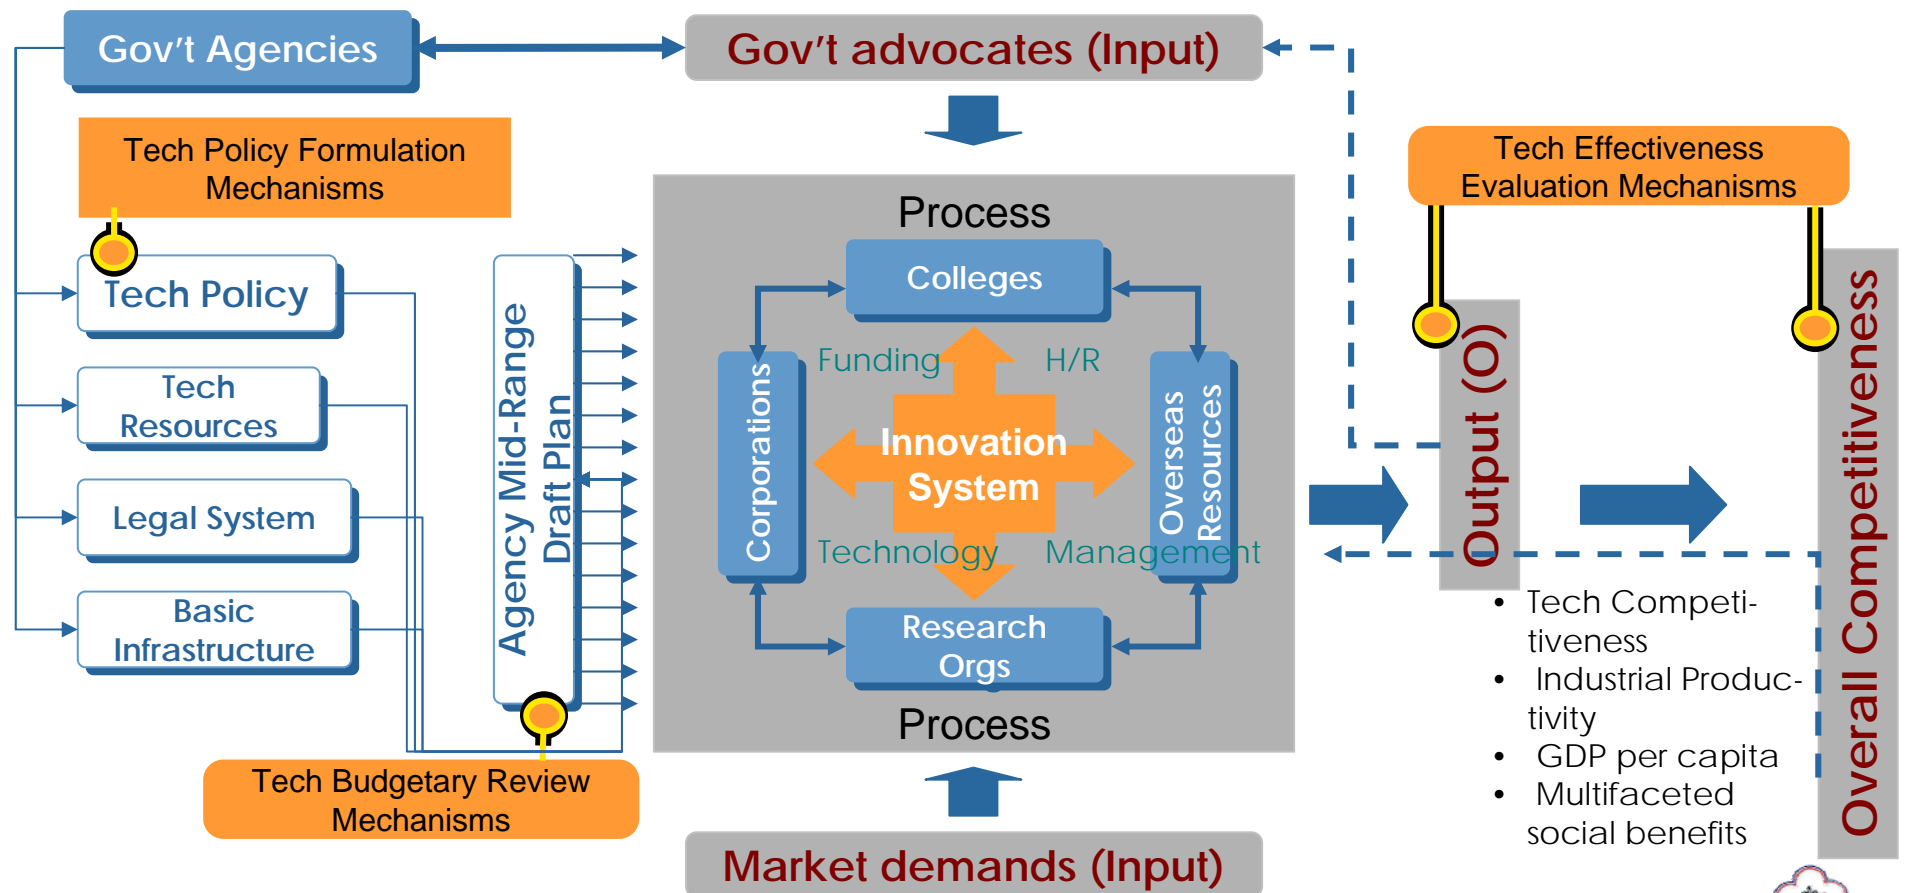 Gov't Agencies
Gov't advocates (Input)
Tech Policy Formulation
Mechanisms
Tech Effectiveness
Evaluation Mechanisms
Tech Policy
Tech
Resources
Legal System
Basic
Infrastructure
Agency Mid-Range
Draft Plan
Tech Budgetary Review
Mechanisms
Process
Colleges
Funding
H/R
Corporations
Innovation
System
Overseas
Resources
Technology
Management
Research
Orgs
Process
Market demands (Input)
Output (O)
• Tech Competi-
tiveness
• Industrial Produc-
tivity
• GDP per capita
• Multifaceted
social benefits
Overall Competitiveness